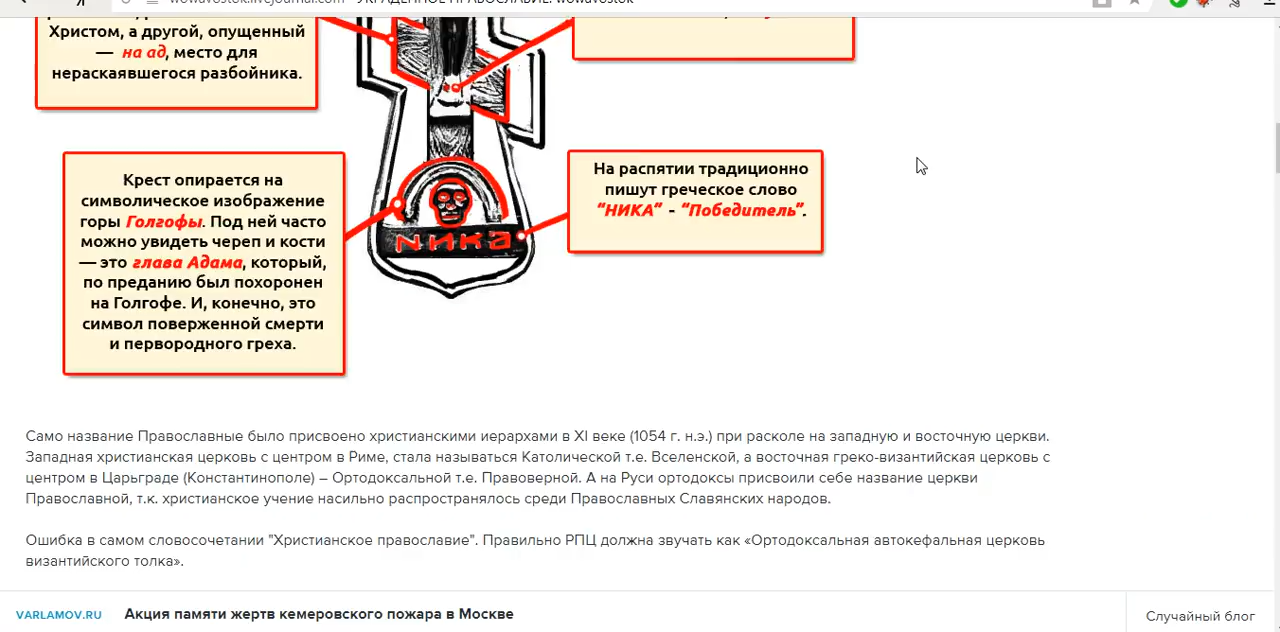 wowavostok.livejournal.com
УКРАДЕННОЕ ПРАВОСЛАВИЕ: wowavostok
Христом, а другой, опущенный
— на ад, место для
нераскаявшегося разбойника.
Крест опирается на
символическое изображение
горы Голгофы. Под ней часто
можно увидеть череп и кости
— это глава Адама, который,
по преданию был похоронен
на Голгофе. И, конечно, это
символ поверженной смерти
и первородного греха.
ника
На распятии традиционно
пишут греческое слово
“НИКА” - “Победитель”.
Само название Православные было присвоено христианскими иерархами в XI веке (1054 г. н.э.) при расколе на западную и восточную церкви.
Западная христианская церковь с центром в Риме, стала называться Католической т.е. Вселенской, а восточная греко-византийская церковь с
центром в Царьграде (Константинополе) – Ортодоксальной т.е. Правоверной. А на Руси ортодоксы присвоили себе название церкви
Православной, т.к. христианское учение насильно распространялось среди Православных Славянских народов.
Ошибка в самом словосочетании "Христианское православие". Правильно РПЦ должна звучать как «Ортодоксальная автокефальная церковь
византийского толка».
VARLAMOV.RU Акция памяти жертв кемеровского пожара в Москве
Случайный блог